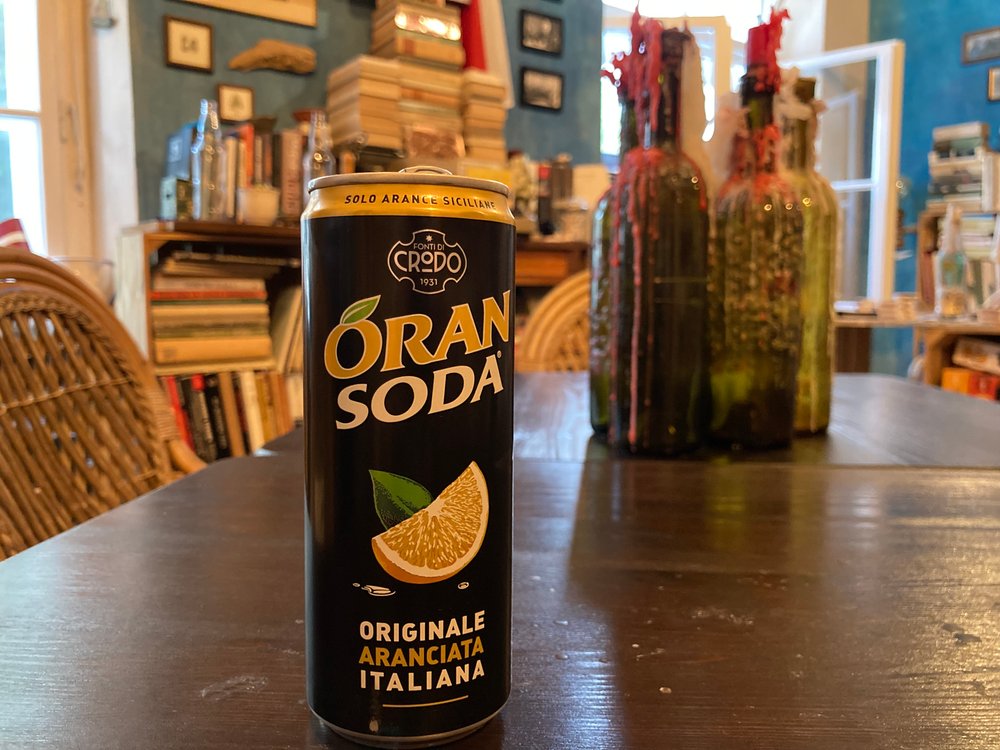 SOLO ARANCE SICILIANE
FONTI DI
CRODO
1931
ORAN
SODA®
ORIGINALE
ARANCIATA
ITALIANA